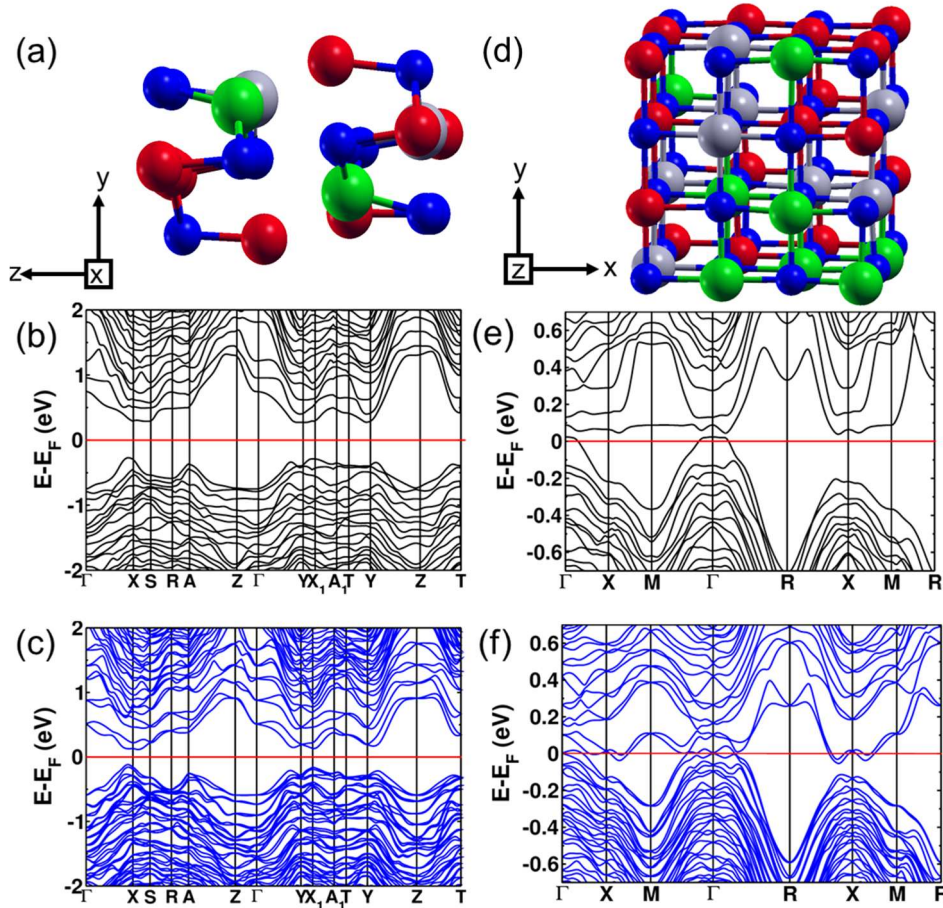 (a)
y
z
x
(d)
y
z
x
(b)
2
1
0
-1
-2
E-E_F (eV)
Γ X S R A Z Γ Y X_1 A_1 T Y Z T
(e)
0.6
0.4
0.2
0
-0.2
-0.4
-0.6
E-E_F (eV)
Γ X M Γ R X M R
(c)
2
1
0
-1
-2
E-E_F (eV)
Γ X S R A Z Γ Y X_1 A_1 T Y Z T
(f)
0.6
0.4
0.2
0
-0.2
-0.4
-0.6
E-E_F (eV)
Γ X M Γ R X M R